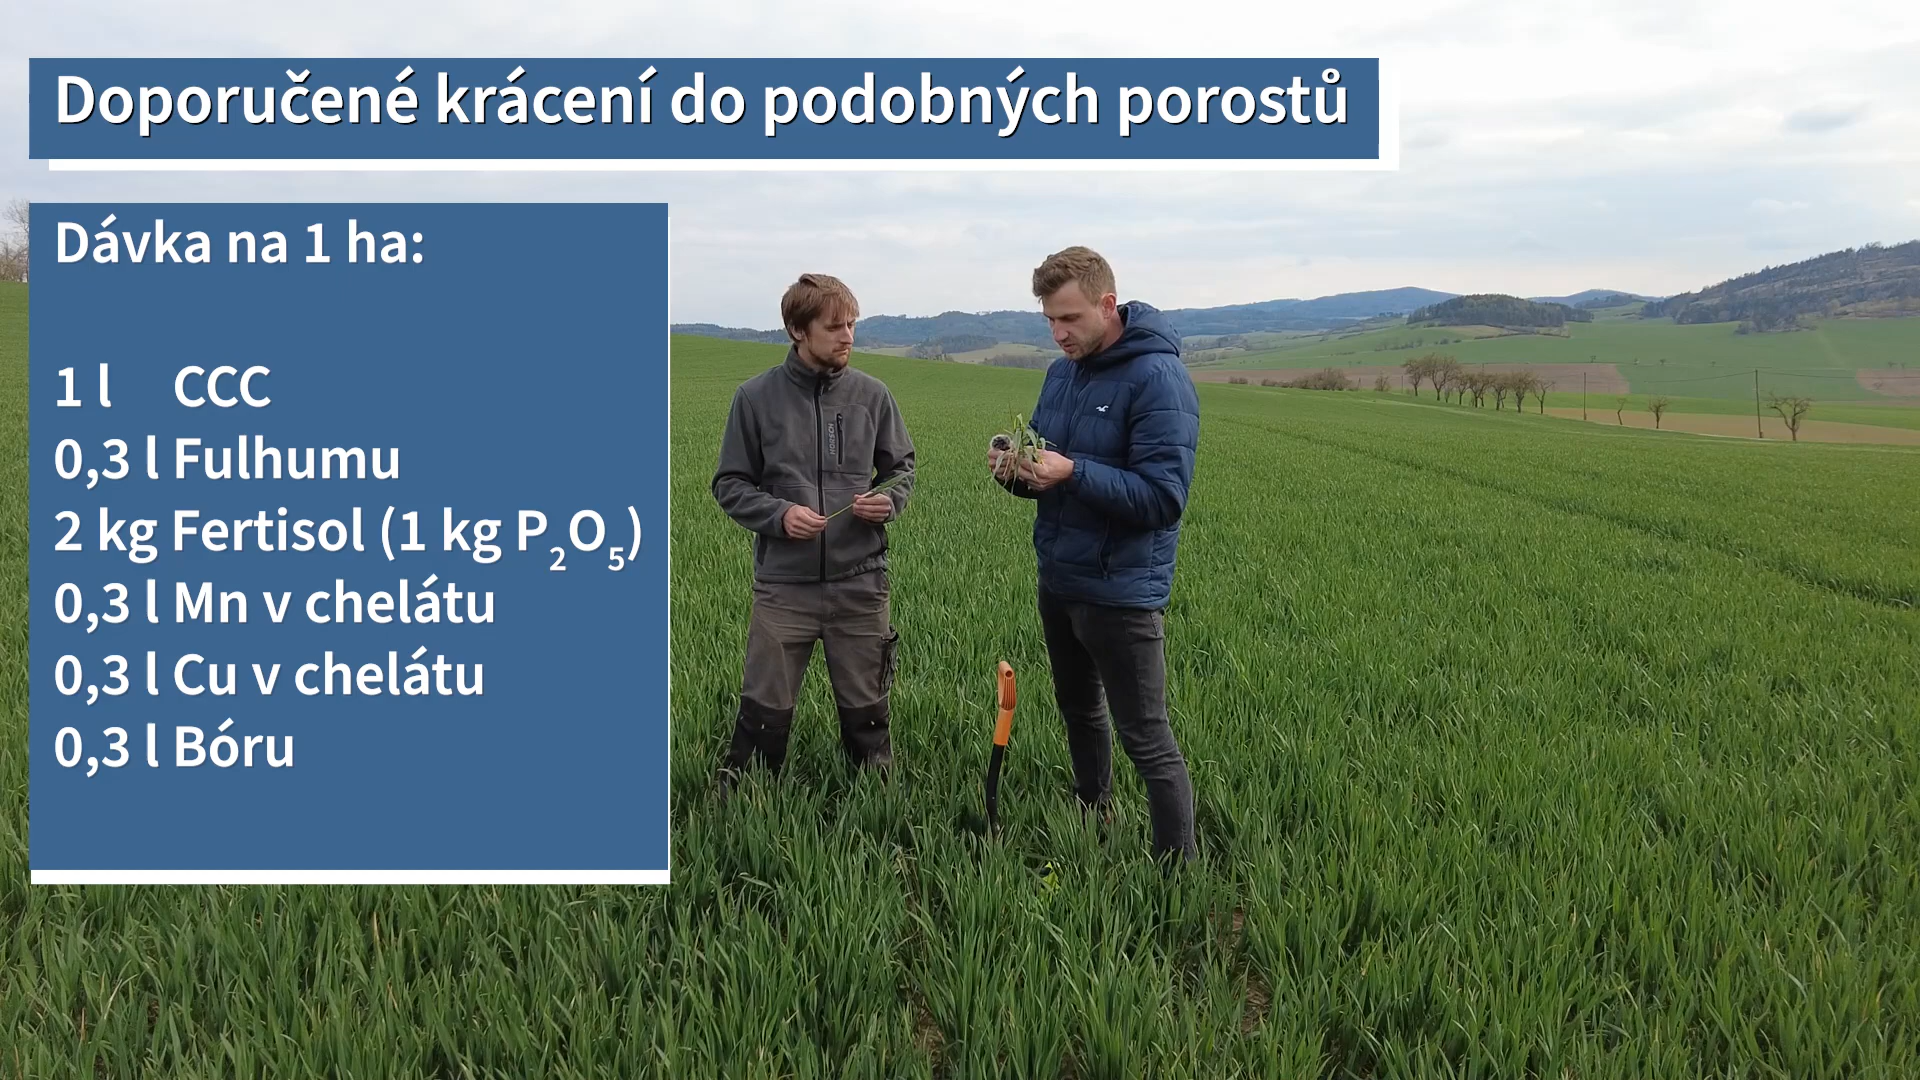 Doporučené krácení do podobných porostů
Dávka na 1 ha:
1 l CCC
0,3 l Fulhumu
2 kg Fertisol (1 kg P₂O₅)
0,3 l Mn v chelátu
0,3 l Cu v chelátu
0,3 l Bóru
HORSCH